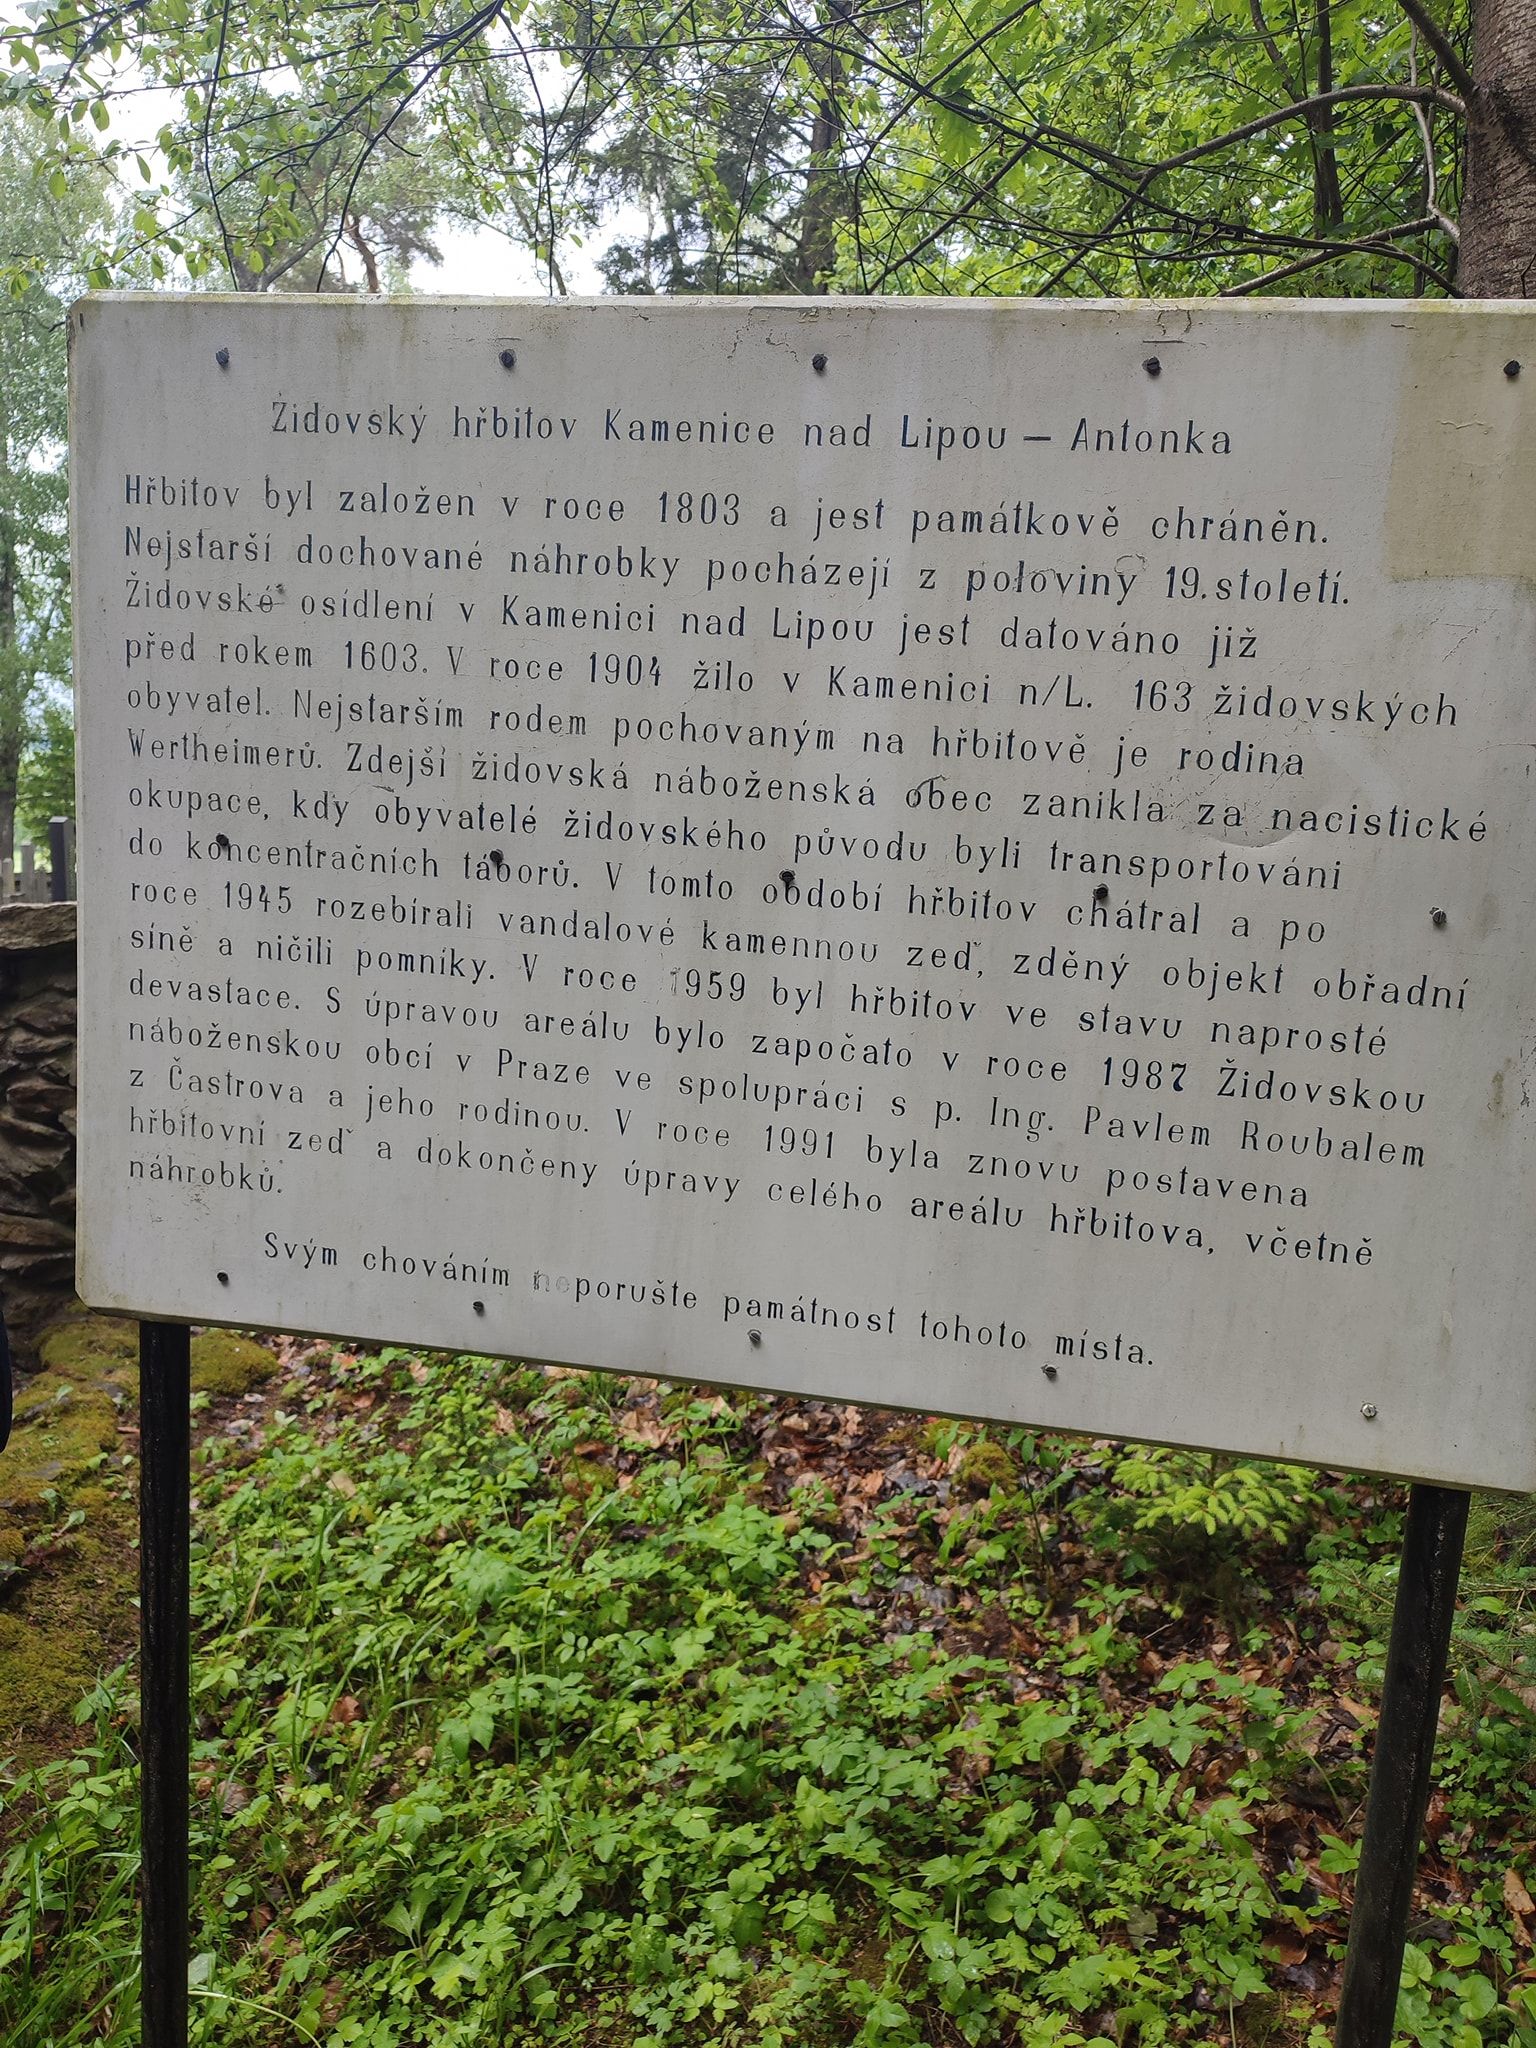 Židovský hřbitov Kamenice nad Lipou – Antonka
Hřbitov byl založen v roce 1803 a jest památkově chráněn.
Nejstarší dochované náhrobky pocházejí z poloviny 19. století.
Židovské osídlení v Kamenici nad Lipou jest datováno již
před rokem 1603. V roce 1904 žilo v Kamenici n/L. 163 židovských
obyvatel. Nejstarším rodem pochovaným na hřbitově je rodina
Wertheimerů. Zdejší židovská náboženská obec zanikla za nacistické
okupace, kdy obyvatelé židovského původu byli transportováni
do koncentračních táborů. V tomto období hřbitov chátral a po
roce 1945 rozebírali vandalové kamennou zeď, zděný objekt obřadní
síně a ničili pomníky. V roce 1959 byl hřbitov ve stavu naprosté
devastace. S úpravou areálu bylo započato v roce 1987 Židovskou
náboženskou obcí v Praze ve spolupráci s p. Ing. Pavlem Roubalem
z Častrova a jeho rodinou. V roce 1991 byla znovu postavena
hřbitovní zeď a dokončeny úpravy celého areálu hřbitova, včetně
náhrobků.
Svým chováním neporušte památnost tohoto místa.